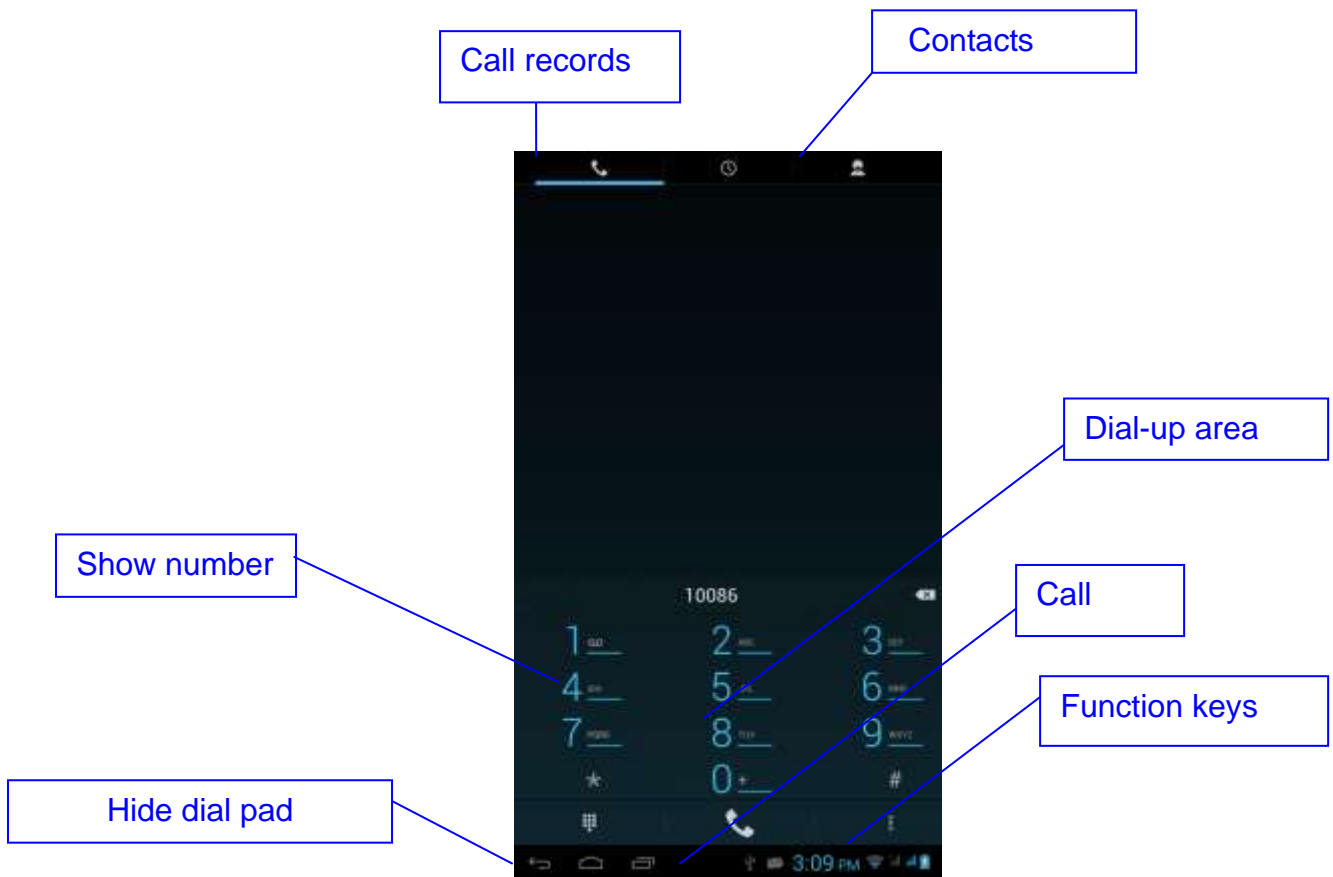 Contacts
Call records
Dial-up area
Show number
10086
Call
1 2 3
4 5 6
Function keys
7 8 9
* 0 + #
Hide dial pad
3:09 PM